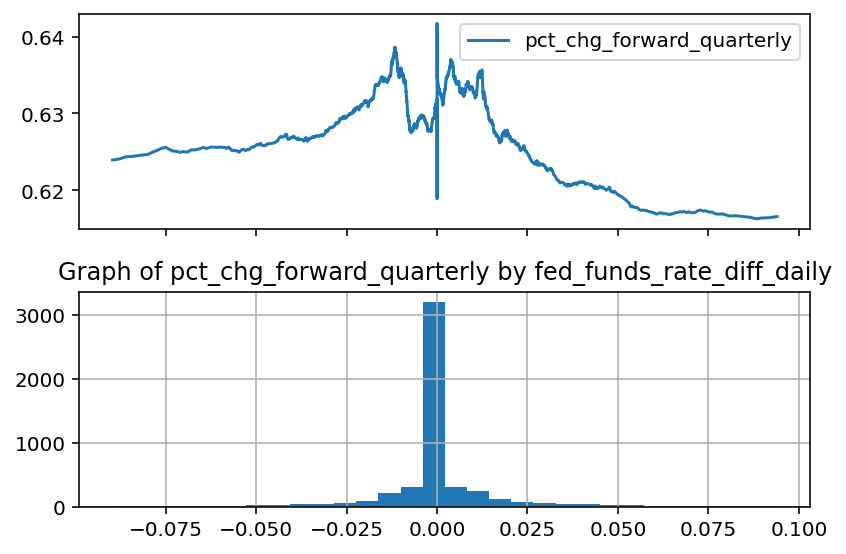 0.64
pct_chg_forward_quarterly
0.63
0.62
Graph of pct_chg_forward_quarterly by fed_funds_rate_diff_daily
3000
2000
1000
0
−0.075 −0.050 −0.025 0.000 0.025 0.050 0.075 0.100